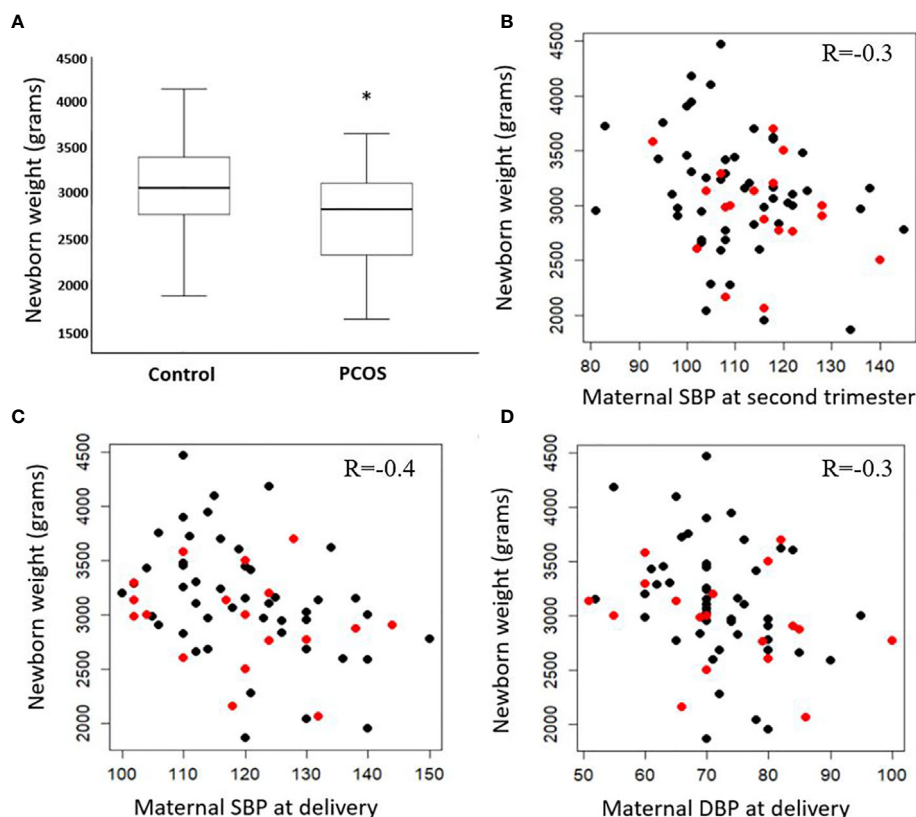 A
Newborn weight (grams)
4500
4000
3500
3000
2500
2000
1500
*
Control
PCOS
B
Newborn weight (grams)
4500
4000
3500
3000
2500
2000
R=-0.3
80 90 100 110 120 130 140
Maternal SBP at second trimester
C
Newborn weight (grams)
4500
4000
3500
3000
2500
2000
R=-0.4
100 110 120 130 140 150
Maternal SBP at delivery
D
Newborn weight (grams)
4500
4000
3500
3000
2500
2000
R=-0.3
50 60 70 80 90 100
Maternal DBP at delivery